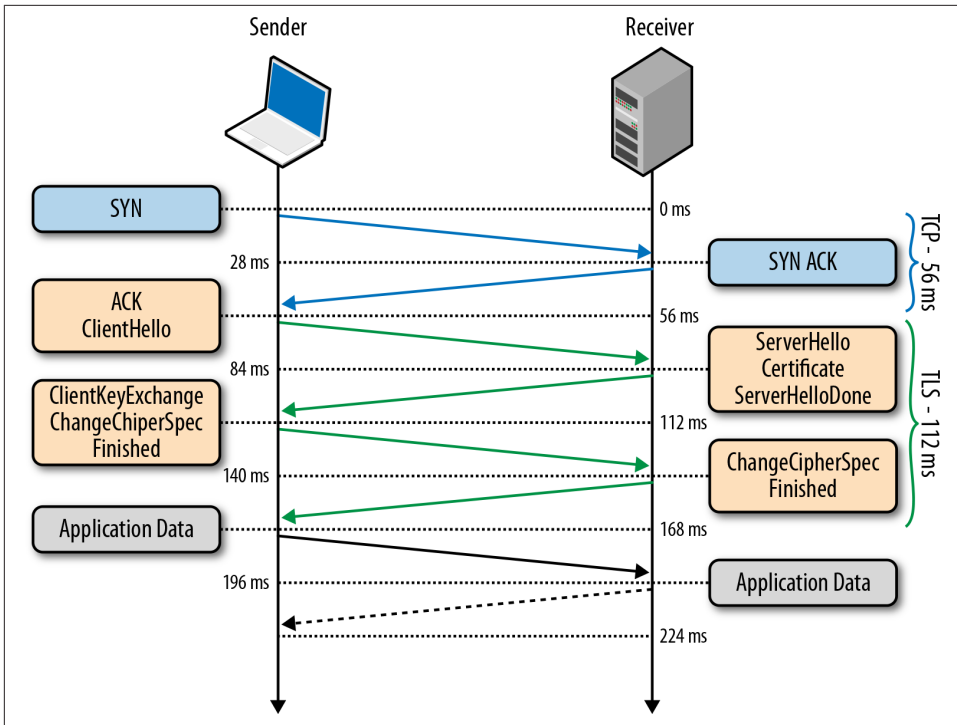 Sender
Receiver
SYN
0 ms
28 ms
SYN ACK
TCP - 56 ms
ACK
ClientHello
56 ms
84 ms
ServerHello
Certificate
ServerHelloDone
TLS - 112 ms
ClientKeyExchange
ChangeChiperSpec
Finished
112 ms
140 ms
ChangeCipherSpec
Finished
Application Data
168 ms
196 ms
Application Data
224 ms